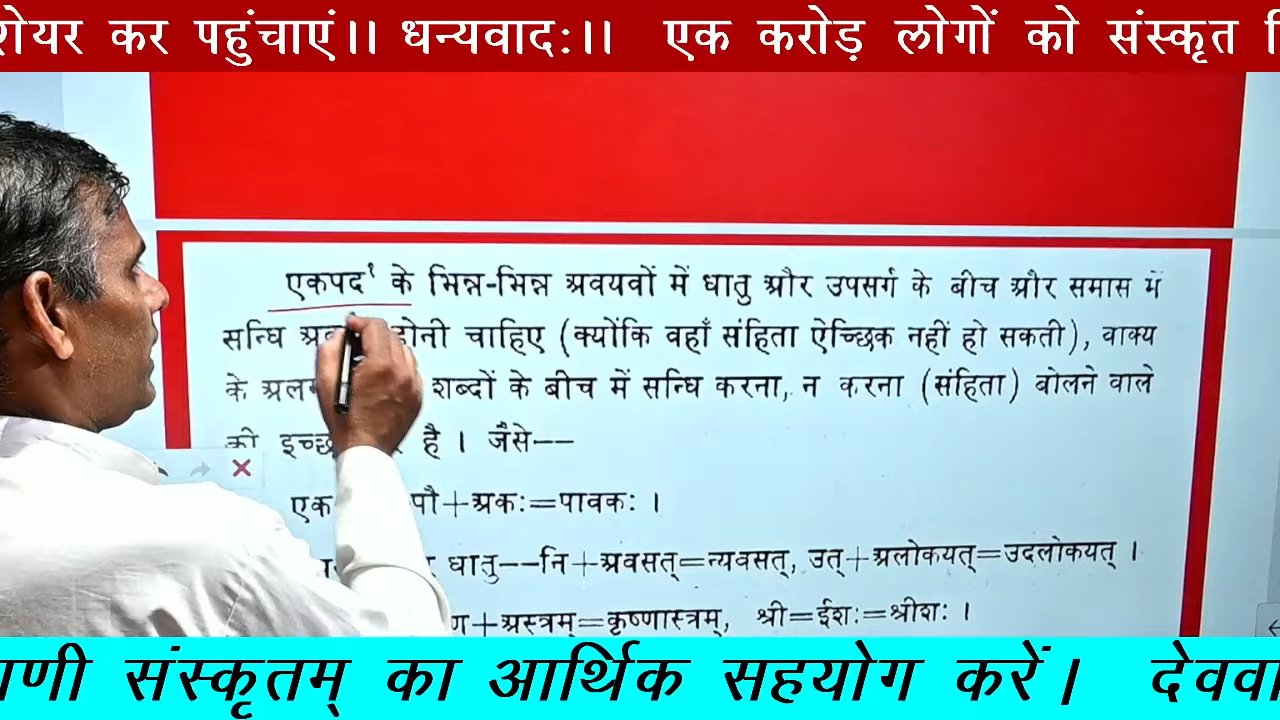 शेयर कर पहुंचाएं।। धन्यवादः।। एक करोड़ लोगों को संस्कृत
एकपद१ के भिन्न-भिन्न अवयवों में धातु और उपसर्ग के बीच और समास में
सन्धि होनी चाहिए (क्योंकि वहाँ संहिता ऐच्छिक नहीं हो सकती), वाक्य
के शब्दों के बीच में सन्धि करना, न करना (संहिता) बोलने वाले
की है । जैसे--
एक पौ+अकः=पावकः ।
धातु--नि+अवसत्=न्यवसत्, उत्+अलोकयत्=उदलोकयत् ।
ण+अस्त्रम्=कृष्णास्त्रम्, श्री=ईशः=श्रीशः ।
संस्कृतम् का आर्थिक सहयोग करें।